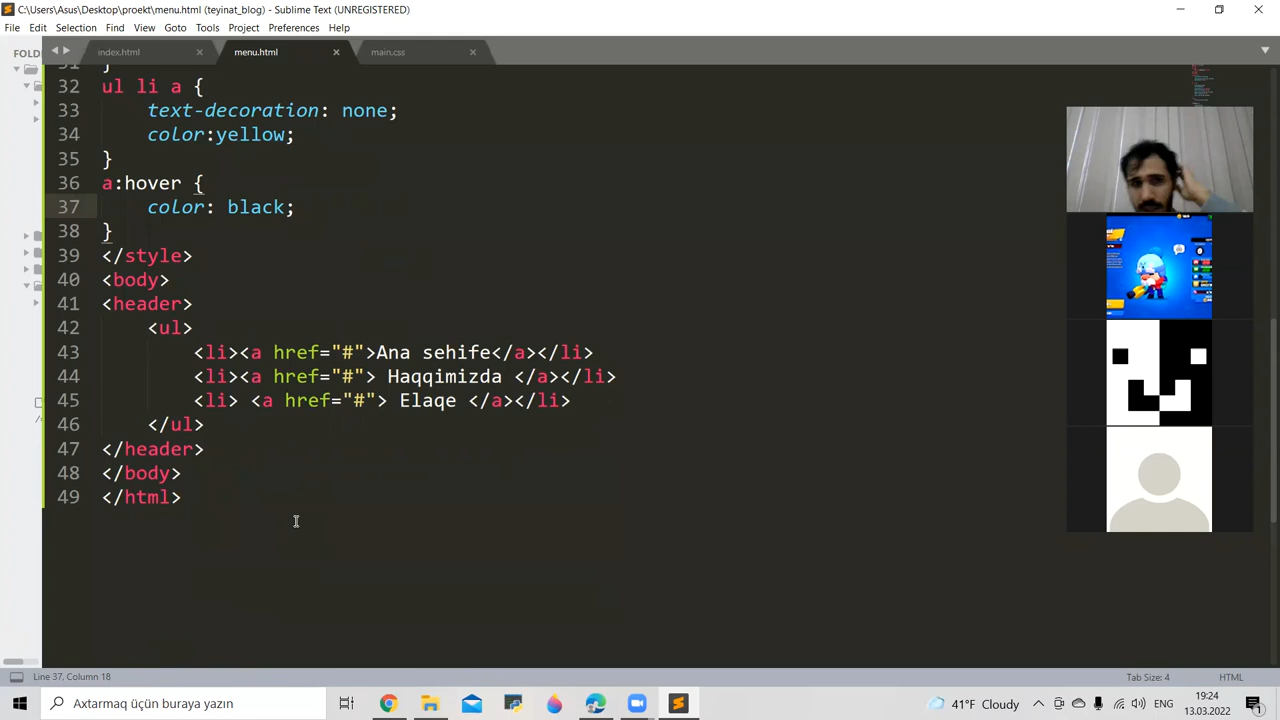 C:\Users\Asus\Desktop\proekt\menu.html (teyinat_blog) - Sublime Text (UNREGISTERED)
File Edit Selection Find View Goto Tools Project Preferences Help
FOLD
index.html menu.html main.css
31 }
32 ul li a {
33 text-decoration: none;
34 color:yellow;
35 }
36 a:hover {
37 color: black;
38 }
39 </style>
40 <body>
41 <header>
42 <ul>
43 <li><a href="#">Ana sehife</a></li>
44 <li><a href="#"> Haqqimizda </a></li>
45 <li> <a href="#"> Elaqe </a></li>
46 </ul>
47 </header>
48 </body>
49 </html>
Line 37, Column 18
Tab Size: 4
HTML
Axtarmaq üçün buraya yazın
41°F Cloudy
ENG
19:24
13.03.2022
1